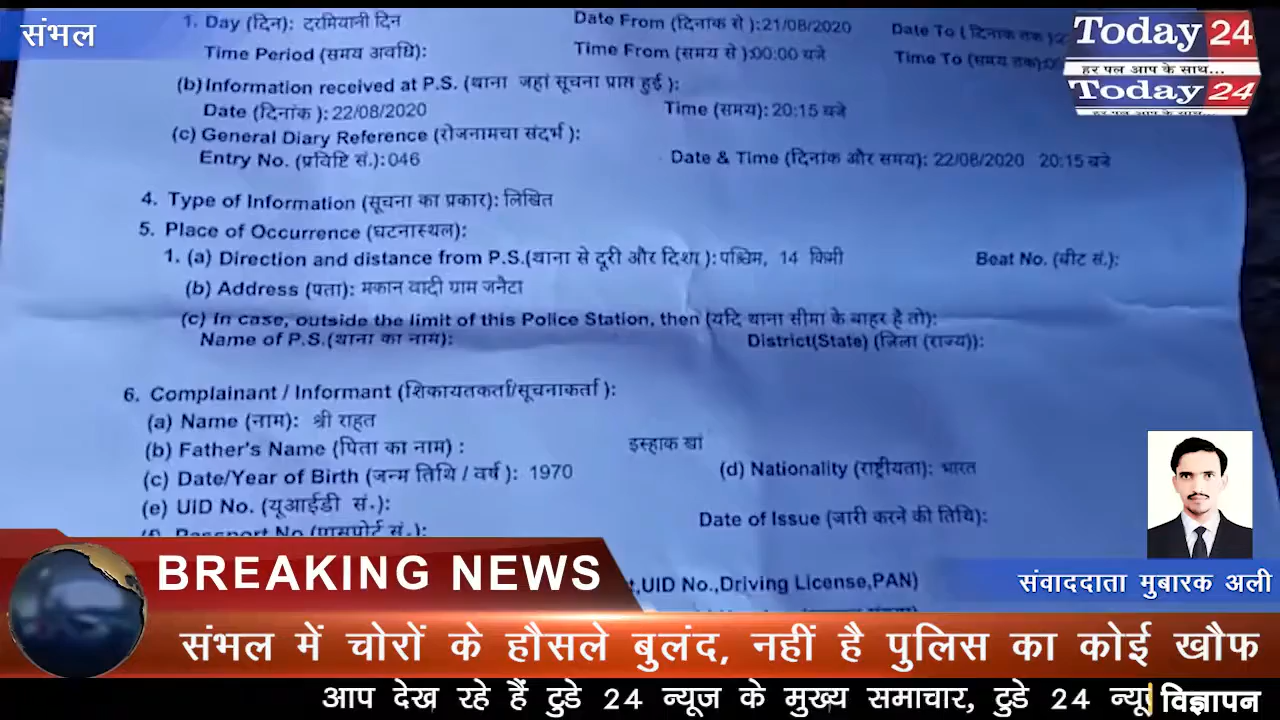 संभल
1. Day (दिन): दरमियानी दिन
Date From (दिनांक से ):21/08/2020
Date To ( दिनांक तक )
Time Period (समय अवधि):
Time From (समय से ):00:00 बजे
Time To (समय तक):
Today 24
हर पल आप के साथ...
Today 24
हर पल आप के साथ...
(b) Information received at P.S. (थाना जहां सूचना प्राप्त हुई ):
Date (दिनांक ): 22/08/2020
Time (समय): 20:15 बजे
(c) General Diary Reference (रोजनामचा संदर्भ ):
Entry No. (प्रविष्टि सं.): 046
Date & Time (दिनांक और समय): 22/08/2020 20:15 बजे
4. Type of Information (सूचना का प्रकार): लिखित
5. Place of Occurrence (घटनास्थल):
1. (a) Direction and distance from P.S.(थाना से दूरी और दिशा ): पश्चिम, 14 किमी
Beat No. (बीट सं.):
(b) Address (पता): मकान वादी ग्राम जनैटा
(c) In case, outside the limit of this Police Station, then (यदि थाना सीमा के बाहर है तो):
Name of P.S.(थाना का नाम):
District(State) (जिला (राज्य)):
6. Complainant / Informant (शिकायतकर्ता/सूचनाकर्ता ):
(a) Name (नाम): श्री राहत
(b) Father's Name (पिता का नाम) : इस्हाक खां
(c) Date/Year of Birth (जन्म तिथि / वर्ष ): 1970
(d) Nationality (राष्ट्रीयता): भारत
(e) UID No. (यूआईडी सं.):
(f) Passport No (पासपोर्ट सं.):
Date of Issue (जारी करने की तिथि):
,UID No.,Driving License,PAN)
संवाददाता मुबारक अली
BREAKING NEWS
संभल में चोरों के हौसले बुलंद, नहीं है पुलिस का कोई खौफ
आप देख रहे हैं टुडे 24 न्यूज के मुख्य समाचार, टुडे 24 न्यू
विज्ञापन